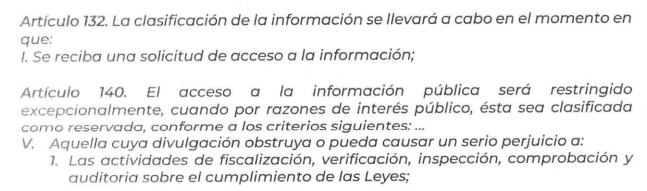 Artículo 132. La clasificación de la información se llevará a cabo en el momento en
que:
I. Se reciba una solicitud de acceso a la información;
Artículo 140. El acceso a la información pública será restringido
excepcionalmente, cuando por razones de interés público, ésta sea clasificada
como reservada, conforme a los criterios siguientes: ...
V. Aquella cuya divulgación obstruya o pueda causar un serio perjuicio a:
1. Las actividades de fiscalización, verificación, inspección, comprobación y
auditoria sobre el cumplimiento de las Leyes;